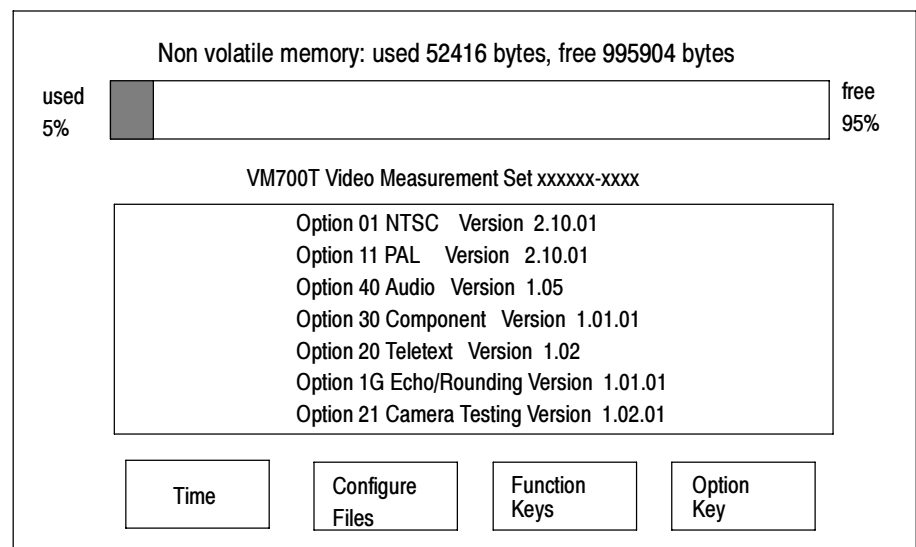 Non volatile memory: used 52416 bytes, free 995904 bytes
used
5%
free
95%
VM700T Video Measurement Set xxxxxx-xxxx
Option 01 NTSC Version 2.10.01
Option 11 PAL Version 2.10.01
Option 40 Audio Version 1.05
Option 30 Component Version 1.01.01
Option 20 Teletext Version 1.02
Option 1G Echo/Rounding Version 1.01.01
Option 21 Camera Testing Version 1.02.01
Time
Configure
Files
Function
Keys
Option
Key